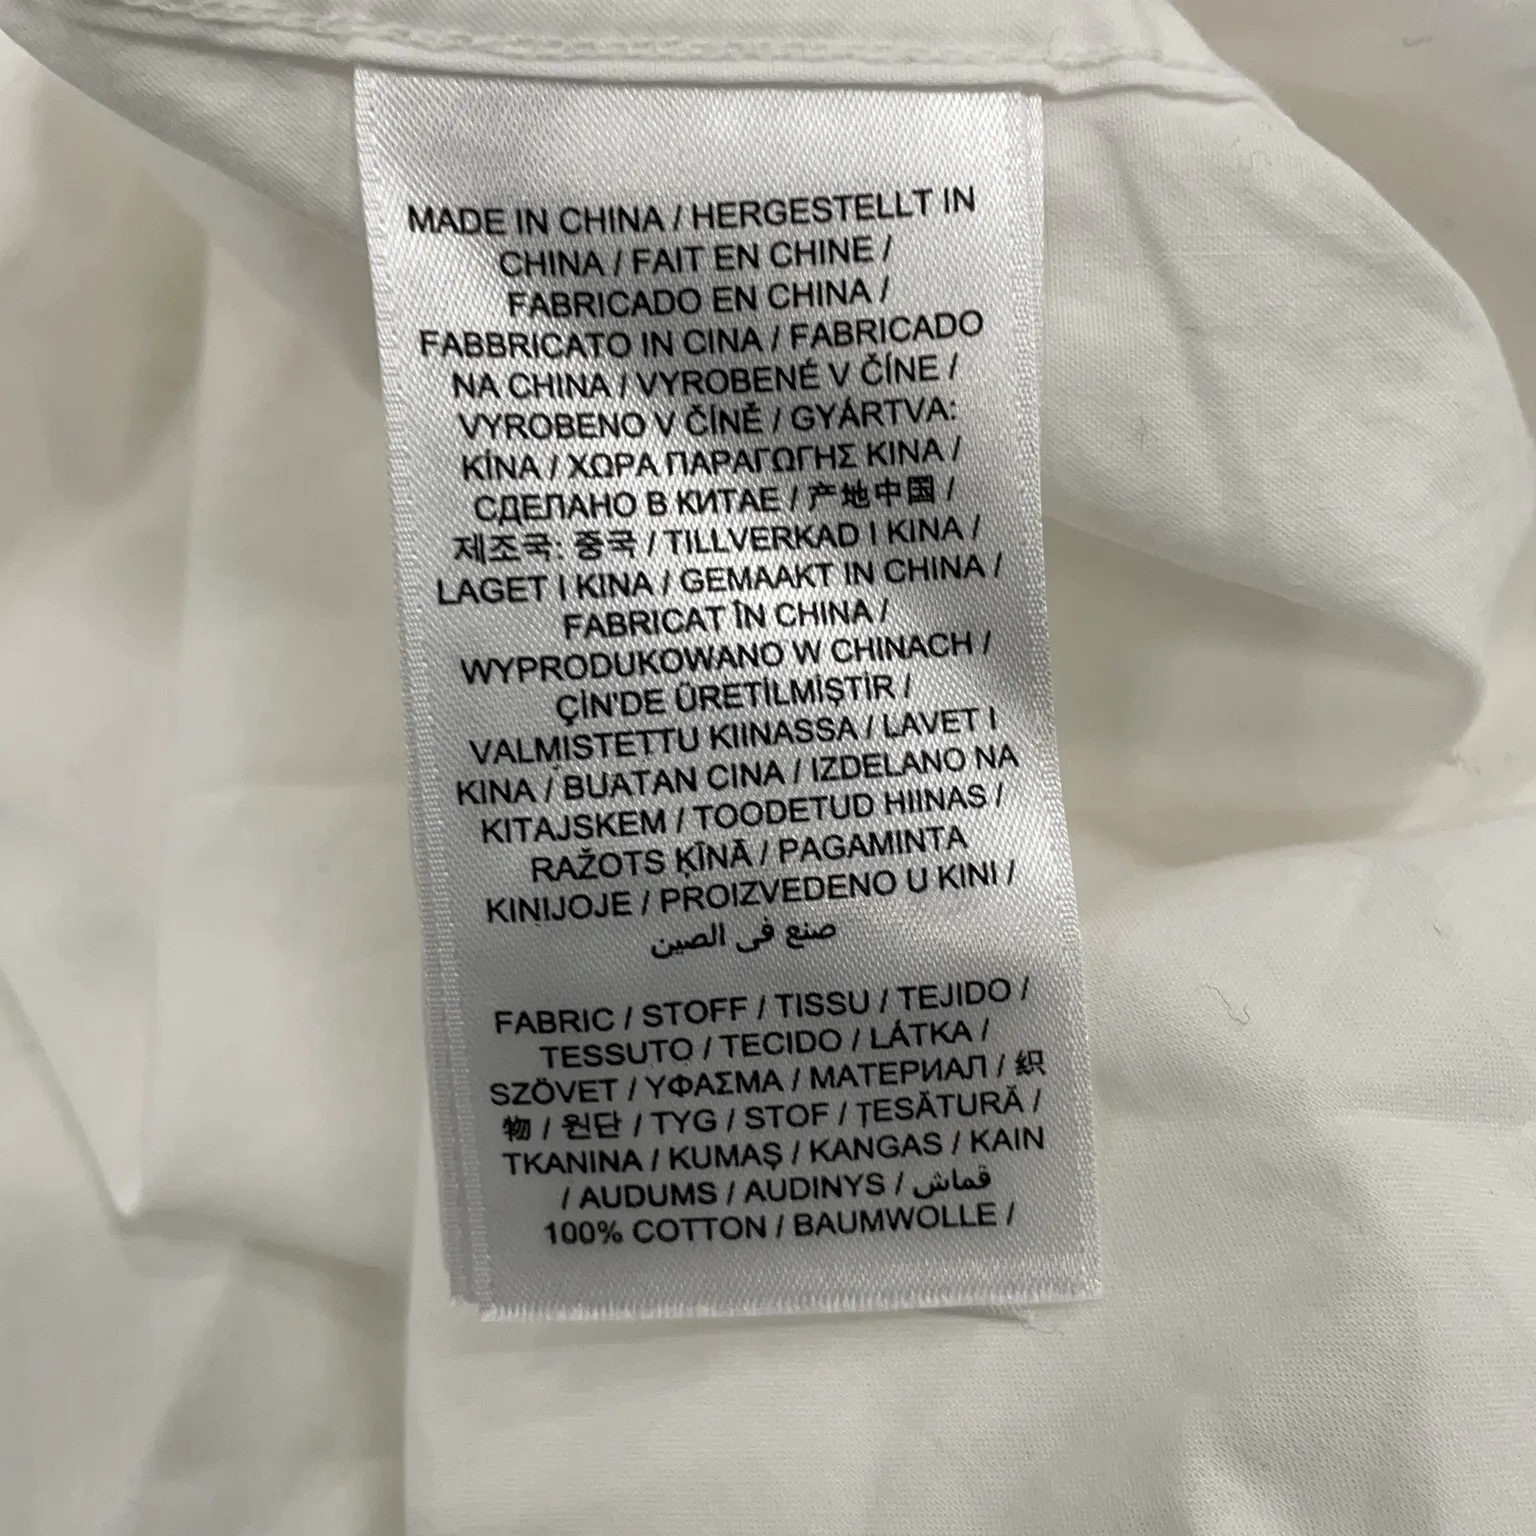 MADE IN CHINA / HERGESTELLT IN
CHINA / FAIT EN CHINE /
FABRICADO EN CHINA /
FABBRICATO IN CINA / FABRICADO
NA CHINA / VYROBENÉ V ČÍNE /
VYROBENO V ČÍNĚ / GYÁRTVA:
KÍNA / ΧΩΡΑ ΠΑΡΑΓΩΓΗΣ ΚΙΝΑ /
СДЕЛАНО В КИТАЕ / 产地中国 /
제조국: 중국 / TILLVERKAD I KINA /
LAGET I KINA / GEMAAKT IN CHINA /
FABRICAT ÎN CHINA /
WYPRODUKOWANO W CHINACH /
ÇİN'DE ÜRETİLMİŞTİR /
VALMISTETTU KIINASSA / LAVET I
KINA / BUATAN CINA / IZDELANO NA
KITAJSKEM / TOODETUD HIINAS /
RAŽOTS ĶĪNĀ / PAGAMINTA
KINIJOJE / PROIZVEDENO U KINI /
صنع في الصين
FABRIC / STOFF / TISSU / TEJIDO /
TESSUTO / TECIDO / LÁTKA /
SZÖVET / ΥΦΑΣΜΑ / МАТЕРИАЛ / 织
物 / 원단 / TYG / STOF / ȚESĂTURĂ /
TKANINA / KUMAŞ / KANGAS / KAIN
/ AUDUMS / AUDINYS / قماش
100% COTTON / BAUMWOLLE /